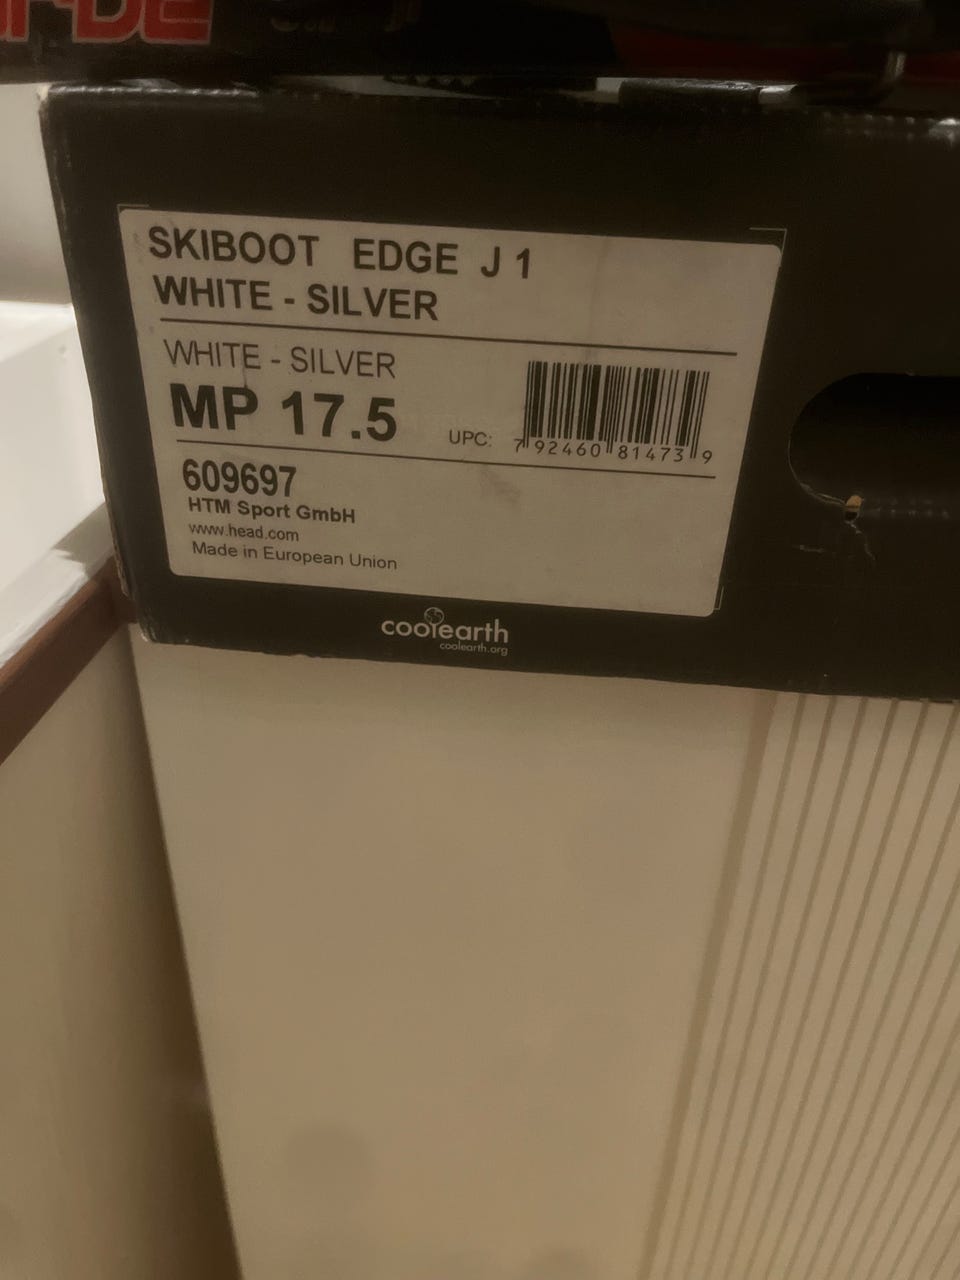 SKIBOOT EDGE J 1
WHITE - SILVER
WHITE - SILVER
MP 17.5
UPC: 7 92460 81473 9
609697
HTM Sport GmbH
www.head.com
Made in European Union
coolearth
coolearth.org